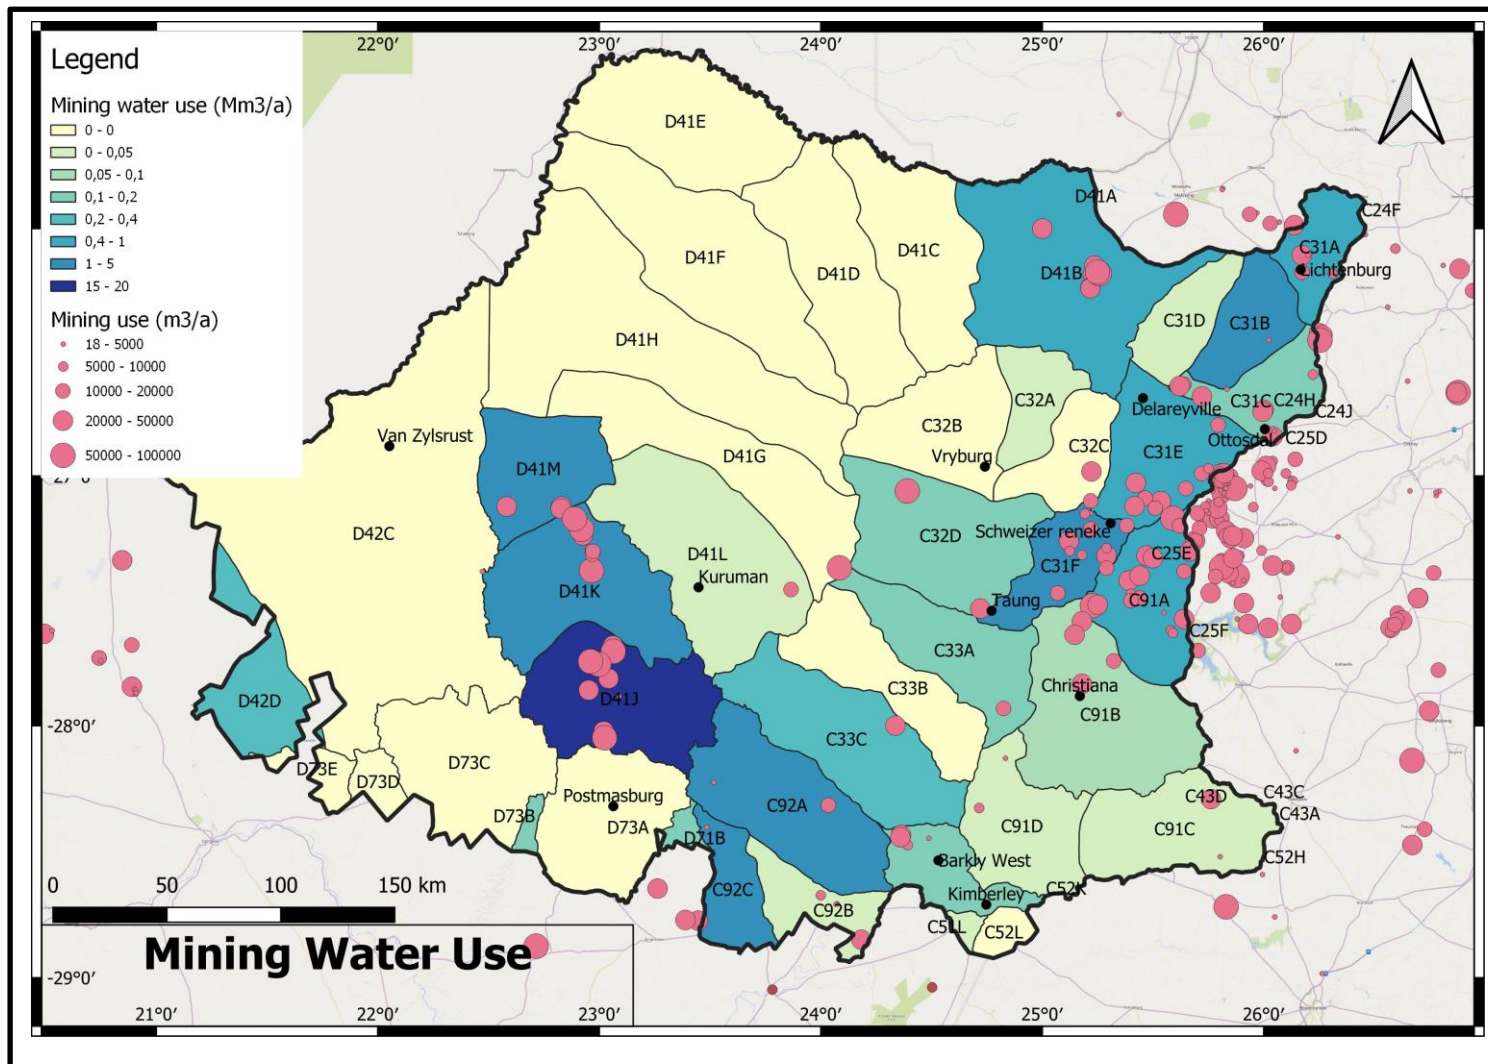 22°0′ 23°0′ 24°0′ 25°0′ 26°0′
Legend
Mining water use (Mm3/a)
0 - 0
0 - 0,05
0,05 - 0,1
0,1 - 0,2
0,2 - 0,4
0,4 - 1
1 - 5
15 - 20
Mining use (m3/a)
18 - 5000
5000 - 10000
10000 - 20000
20000 - 50000
50000 - 100000
D41E
D41A
C24F
D41C
C31A
D41F
D41D
D41B
Lichtenburg
C31D
C31B
D41H
C32A
Delareyville
C31C
C24H
C24J
C32B
Ottosdal
C25D
Van Zylsrust
C32C
D41G
Vryburg
C31E
D41M
D42C
Schweizer reneke
C32D
D41L
C25E
C31F
Kuruman
D41K
C91A
Taung
C25F
C33A
C33B
Christiana
D42D
D41J
C91B
-28°0′
C33C
D73E
D73C
D73D
Postmasburg
C92A
C43D
C43C
D73B
D73A
C43A
D71B
C91D
C91C
Barkly West
C52H
0 50 100 150 km
C92C
Kimberley
C52K
C92B
C51L
C52L
Mining Water Use
-29°0′
21°0′ 22°0′ 23°0′ 24°0′ 25°0′ 26°0′